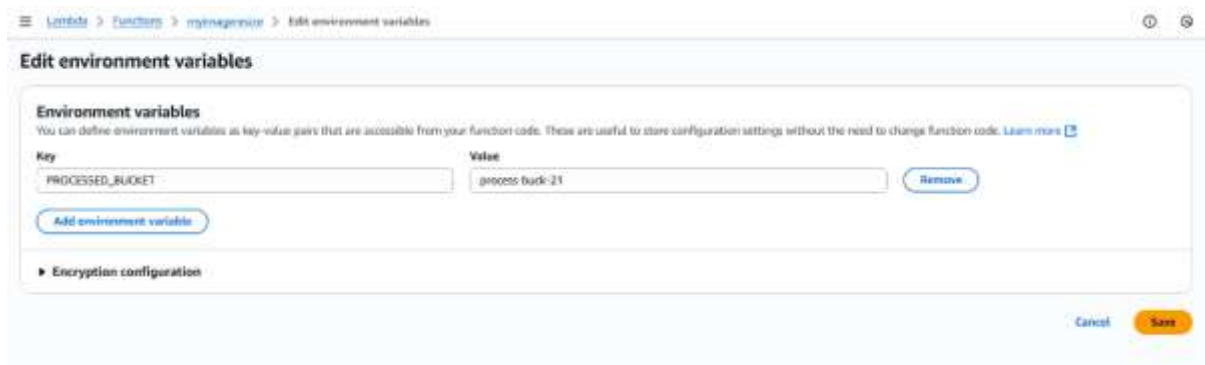 Lambda > Functions > myimageresizer > Edit environment variables
Edit environment variables
Environment variables
You can define environment variables as key-value pairs that are accessible from your function code. These are useful to store configuration settings without the need to change function code. Learn more
Key Value
PROCESSED_BUCKET process-buck-21 Remove
Add environment variable
Encryption configuration
Cancel Save